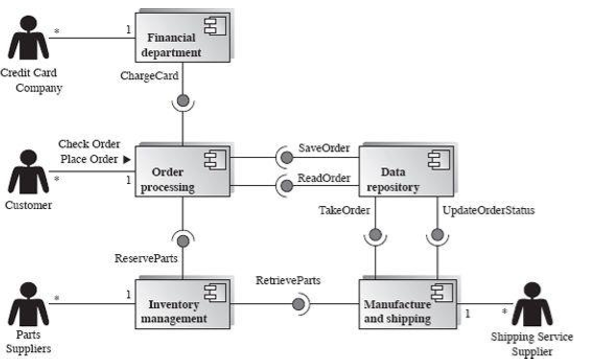 *
1
Financial
department
Credit Card
Company
ChargeCard
Check Order
Place Order
SaveOrder
*
1
Order
processing
ReadOrder
Data
repository
Customer
TakeOrder
UpdateOrderStatus
ReserveParts
RetrieveParts
*
1
Inventory
management
Manufacture
and shipping
1
*
Parts
Suppliers
Shipping Service
Supplier